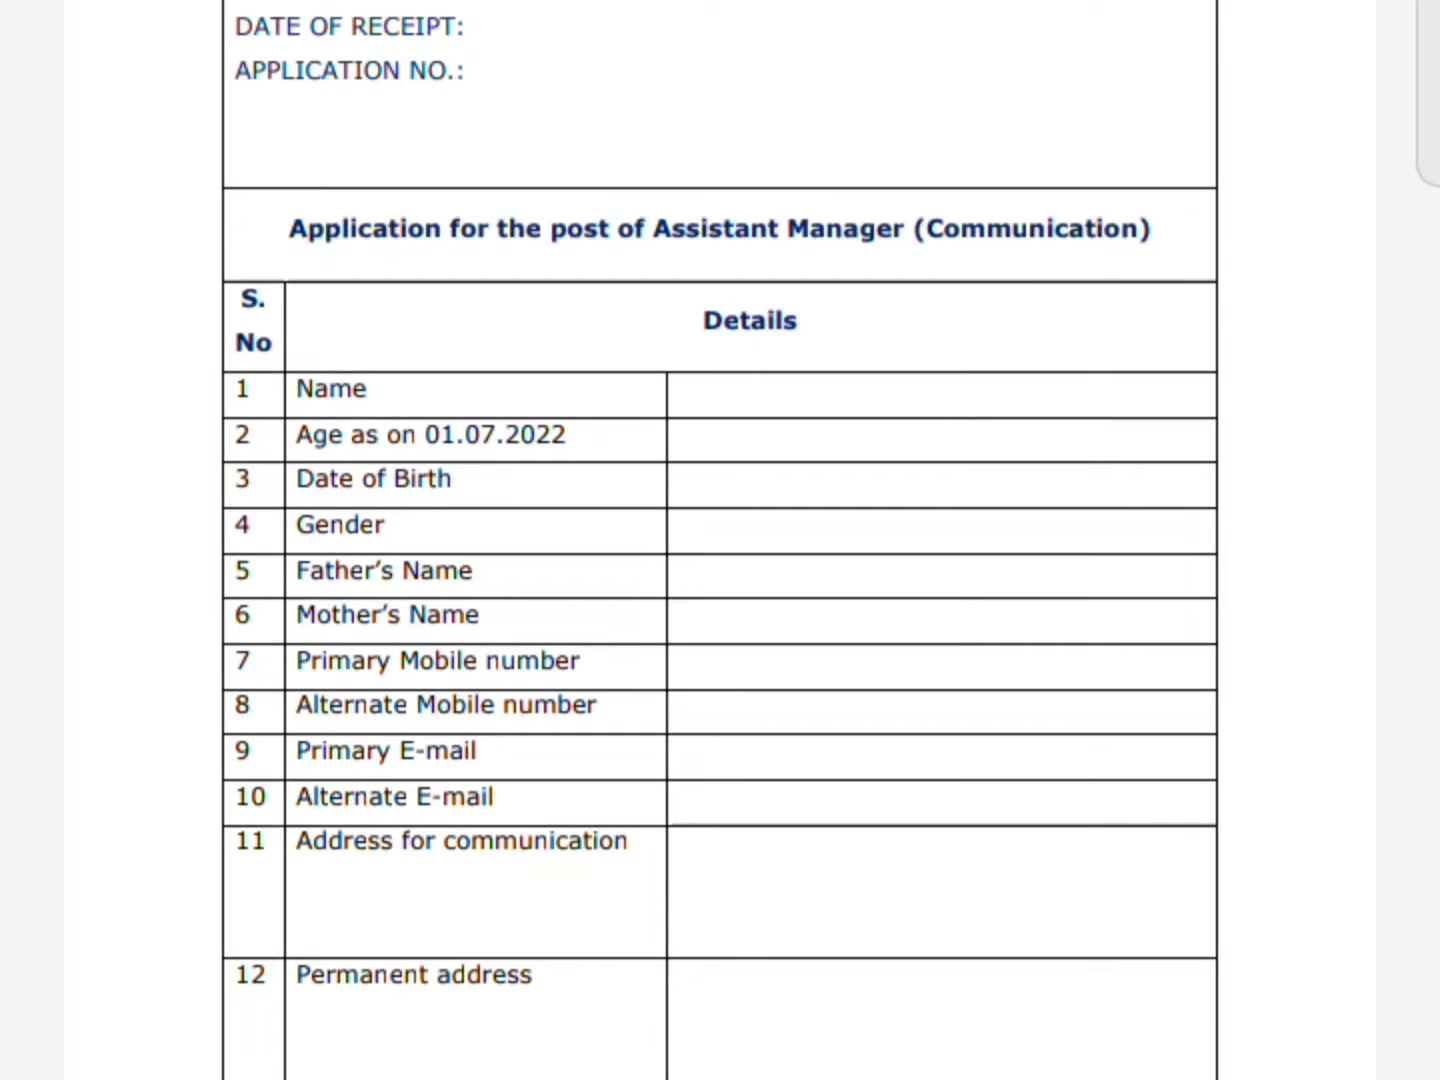 DATE OF RECEIPT:
APPLICATION NO.:
Application for the post of Assistant Manager (Communication)
S.
No
Details
1 Name
2 Age as on 01.07.2022
3 Date of Birth
4 Gender
5 Father’s Name
6 Mother’s Name
7 Primary Mobile number
8 Alternate Mobile number
9 Primary E-mail
10 Alternate E-mail
11 Address for communication
12 Permanent address